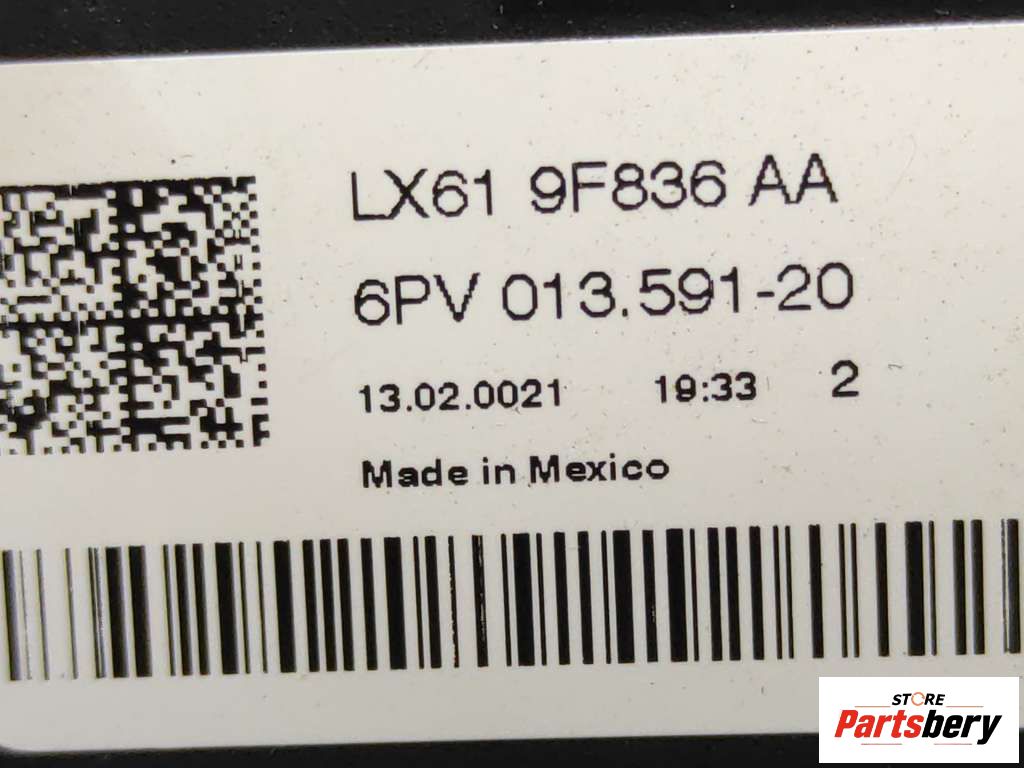 LX61 9F836 AA
6PV 013.591-20
13.02.0021 19:33 2
Made in Mexico
STORE
Partsbery